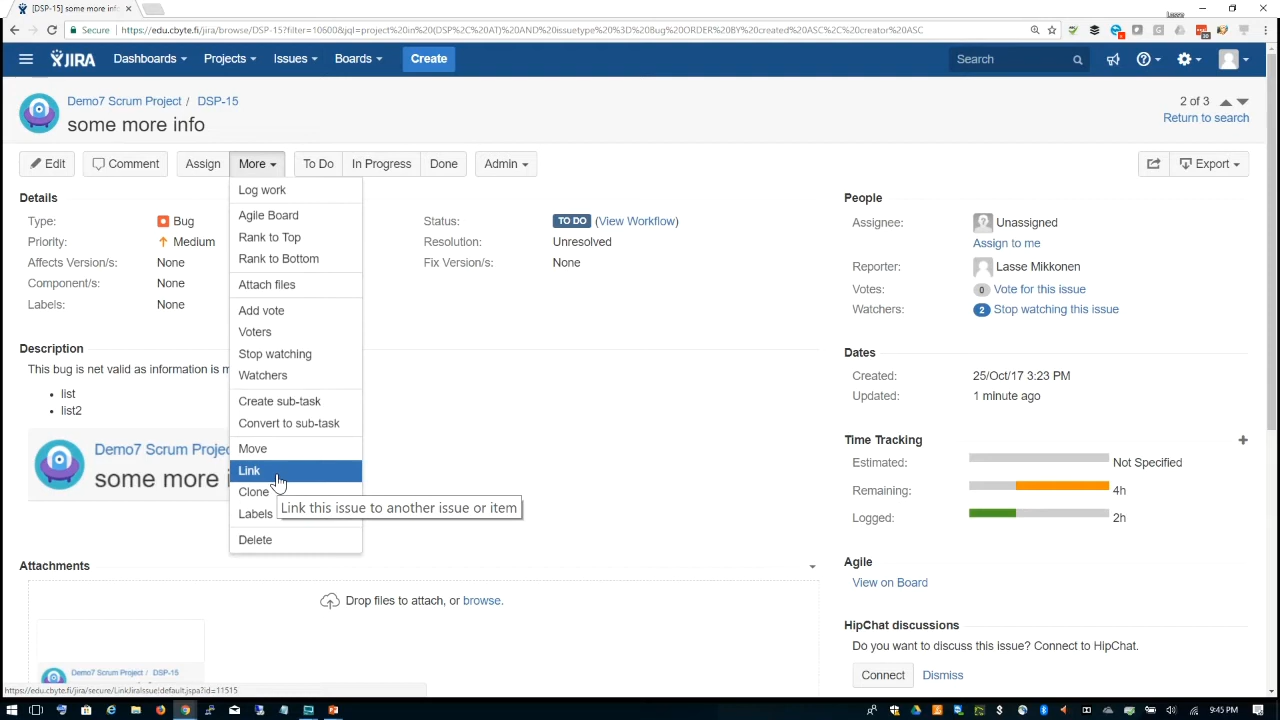 [DSP-15] some more info
Lasse
Secure
https://edu.cbyte.fi/jira/browse/DSP-15?filter=10600&jql=project%20in%20(DSP%2C%20CAT)%20AND%20issuetype%20%3D%20bug%20ORDER%20BY%20created%20ASC%2C%20creator%20ASC
JIRA
Dashboards
Projects
Issues
Boards
Create
Search
Demo7 Scrum Project / DSP-15
some more info
2 of 3
Return to search
Edit
Comment
Assign
More
To Do
In Progress
Done
Admin
Export
Log work
Agile Board
Rank to Top
Rank to Bottom
Attach files
Add vote
Voters
Stop watching
Watchers
Create sub-task
Convert to sub-task
Move
Link
Clone
Labels
Delete
Link this issue to another issue or item
Details
Type: Bug
Priority: Medium
Affects Version/s: None
Component/s: None
Labels: None
Status: TO DO (View Workflow)
Resolution: Unresolved
Fix Version/s: None
Description
This bug is net valid as information is m
list
list2
Demo7 Scrum Projec
some more i
Attachments
Drop files to attach, or browse.
Demo7 Scrum Project / DSP-15
People
Assignee: Unassigned
Assign to me
Reporter: Lasse Mikkonen
Votes: 0 Vote for this issue
Watchers: 2 Stop watching this issue
Dates
Created: 25/Oct/17 3:23 PM
Updated: 1 minute ago
Time Tracking
Estimated: Not Specified
Remaining: 4h
Logged: 2h
Agile
View on Board
HipChat discussions
Do you want to discuss this issue? Connect to HipChat.
Connect
Dismiss
https://edu.cbyte.fi/jira/secure/LinkJiraIssue!default.jspa?id=11515
9:45 PM